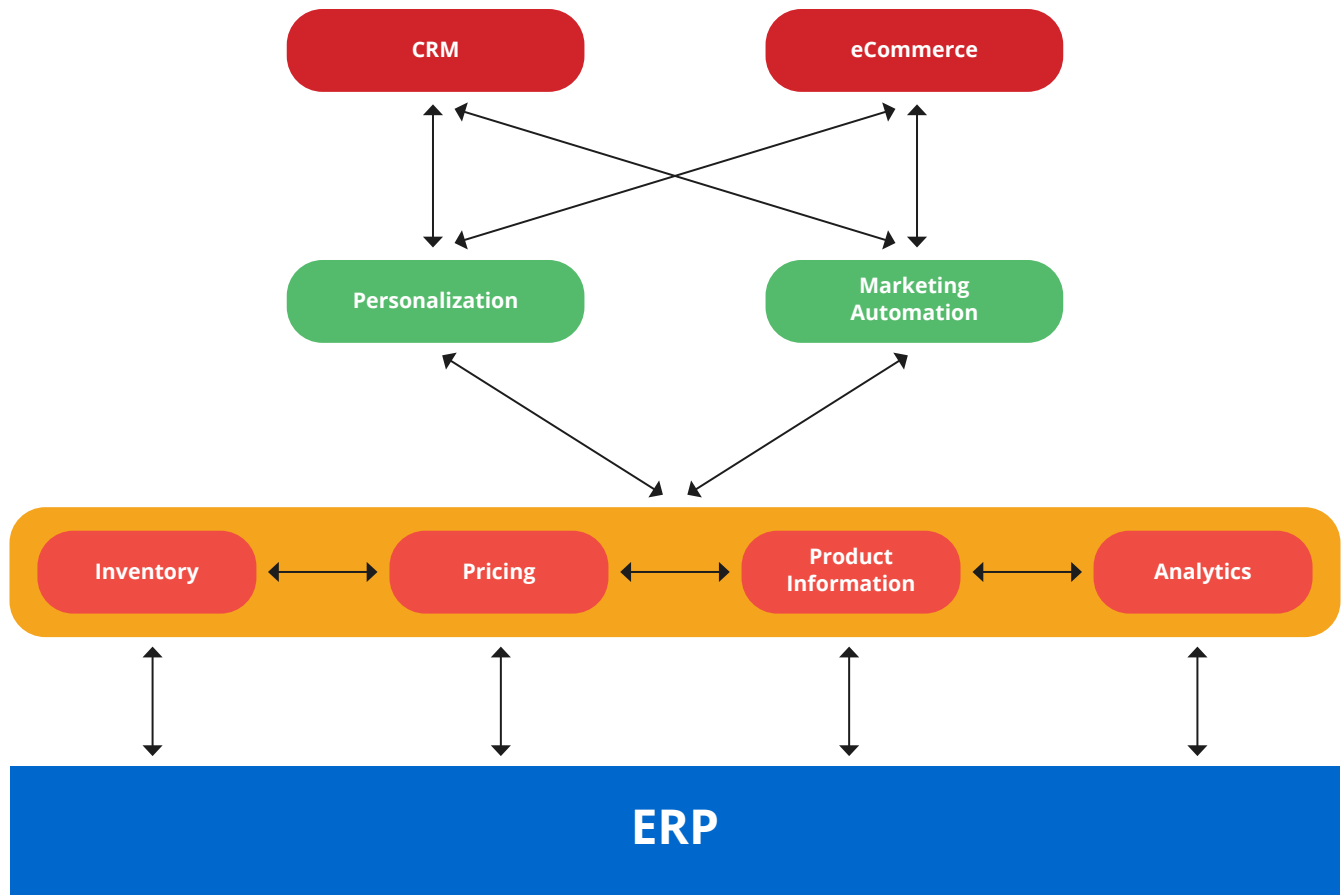 CRM
eCommerce
Personalization
Marketing
Automation
Inventory
Pricing
Product
Information
Analytics
ERP